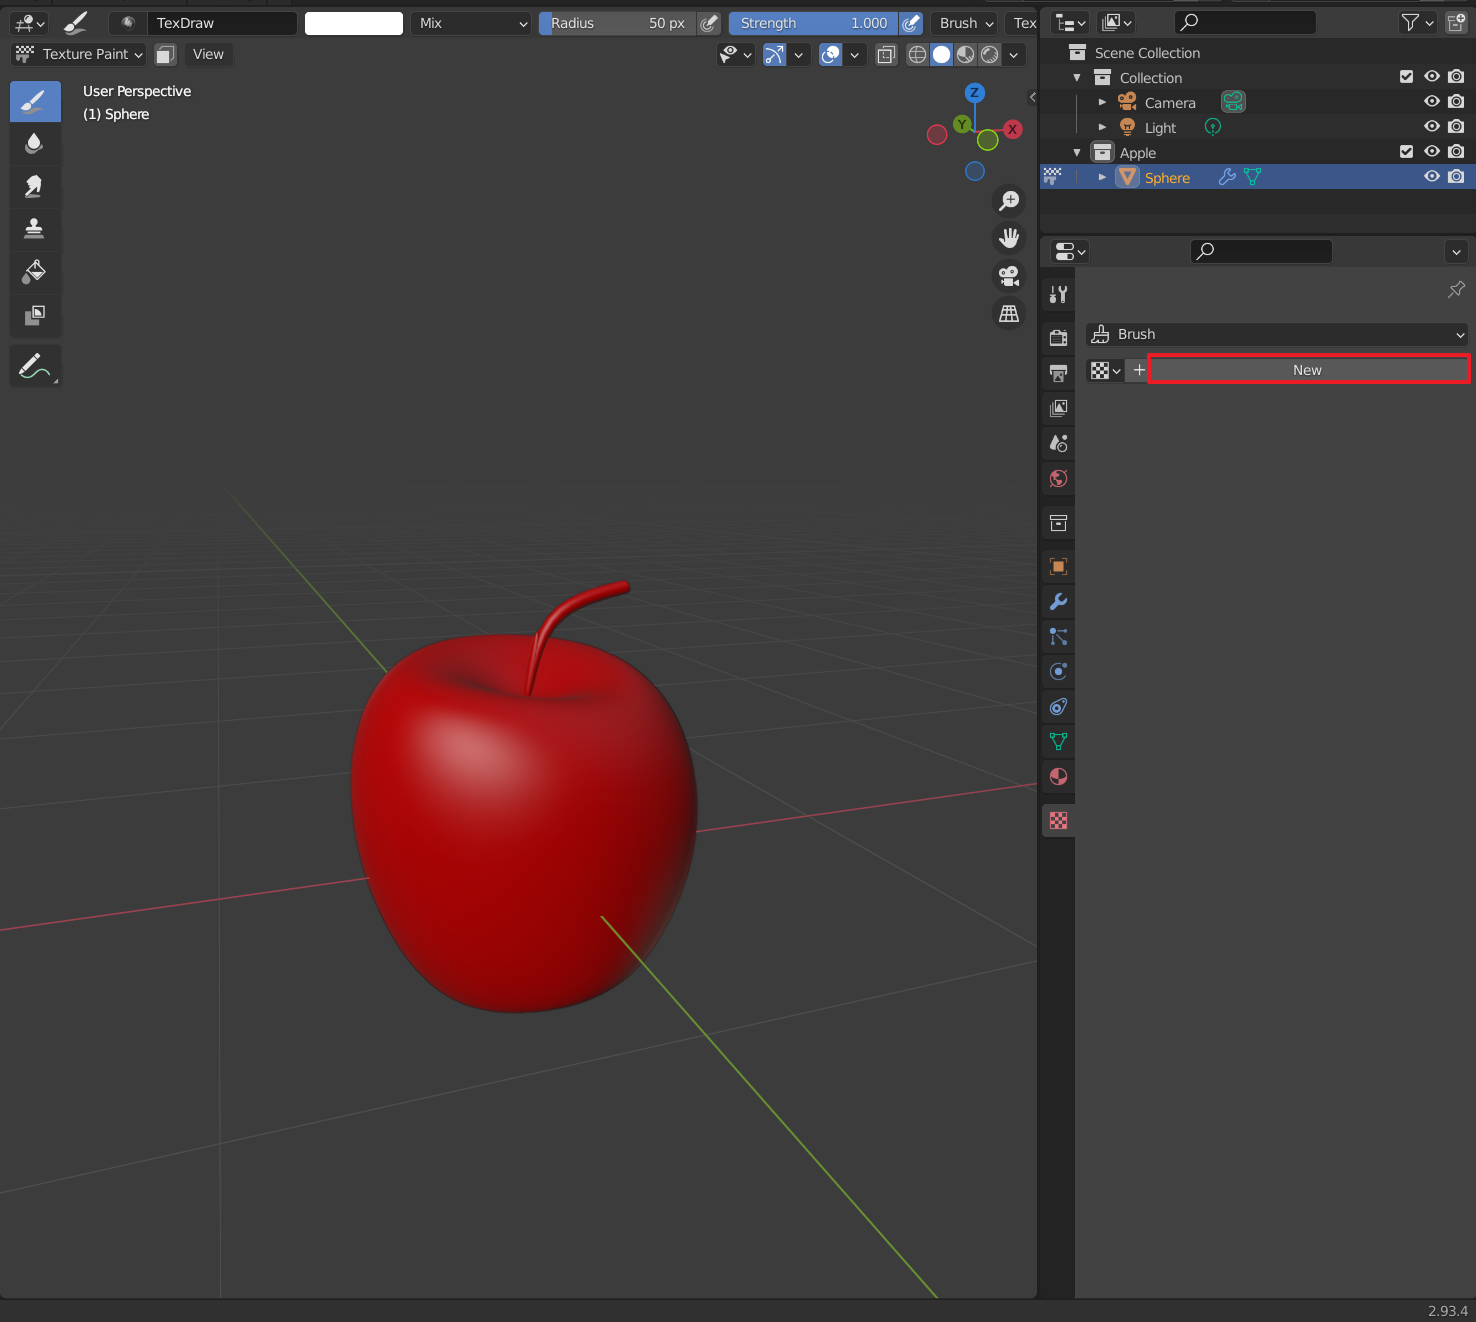 TexDraw Mix Radius 50 px Strength 1.000 Brush Tex
Texture Paint View
User Perspective
(1) Sphere
Z
Y
X
Scene Collection
Collection
Camera
Light
Apple
Sphere
Brush
New
2.93.4